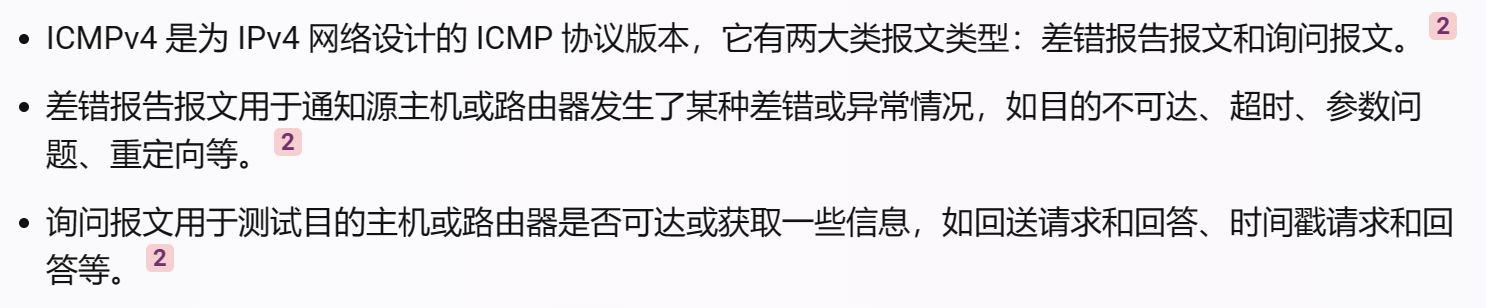 • ICMPv4 是为 IPv4 网络设计的 ICMP 协议版本，它有两大类报文类型：差错报告报文和询问报文。 2
• 差错报告报文用于通知源主机或路由器发生了某种差错或异常情况，如目的不可达、超时、参数问
题、重定向等。 2
• 询问报文用于测试目的主机或路由器是否可达或获取一些信息，如回送请求和回答、时间戳请求和回
答等。 2